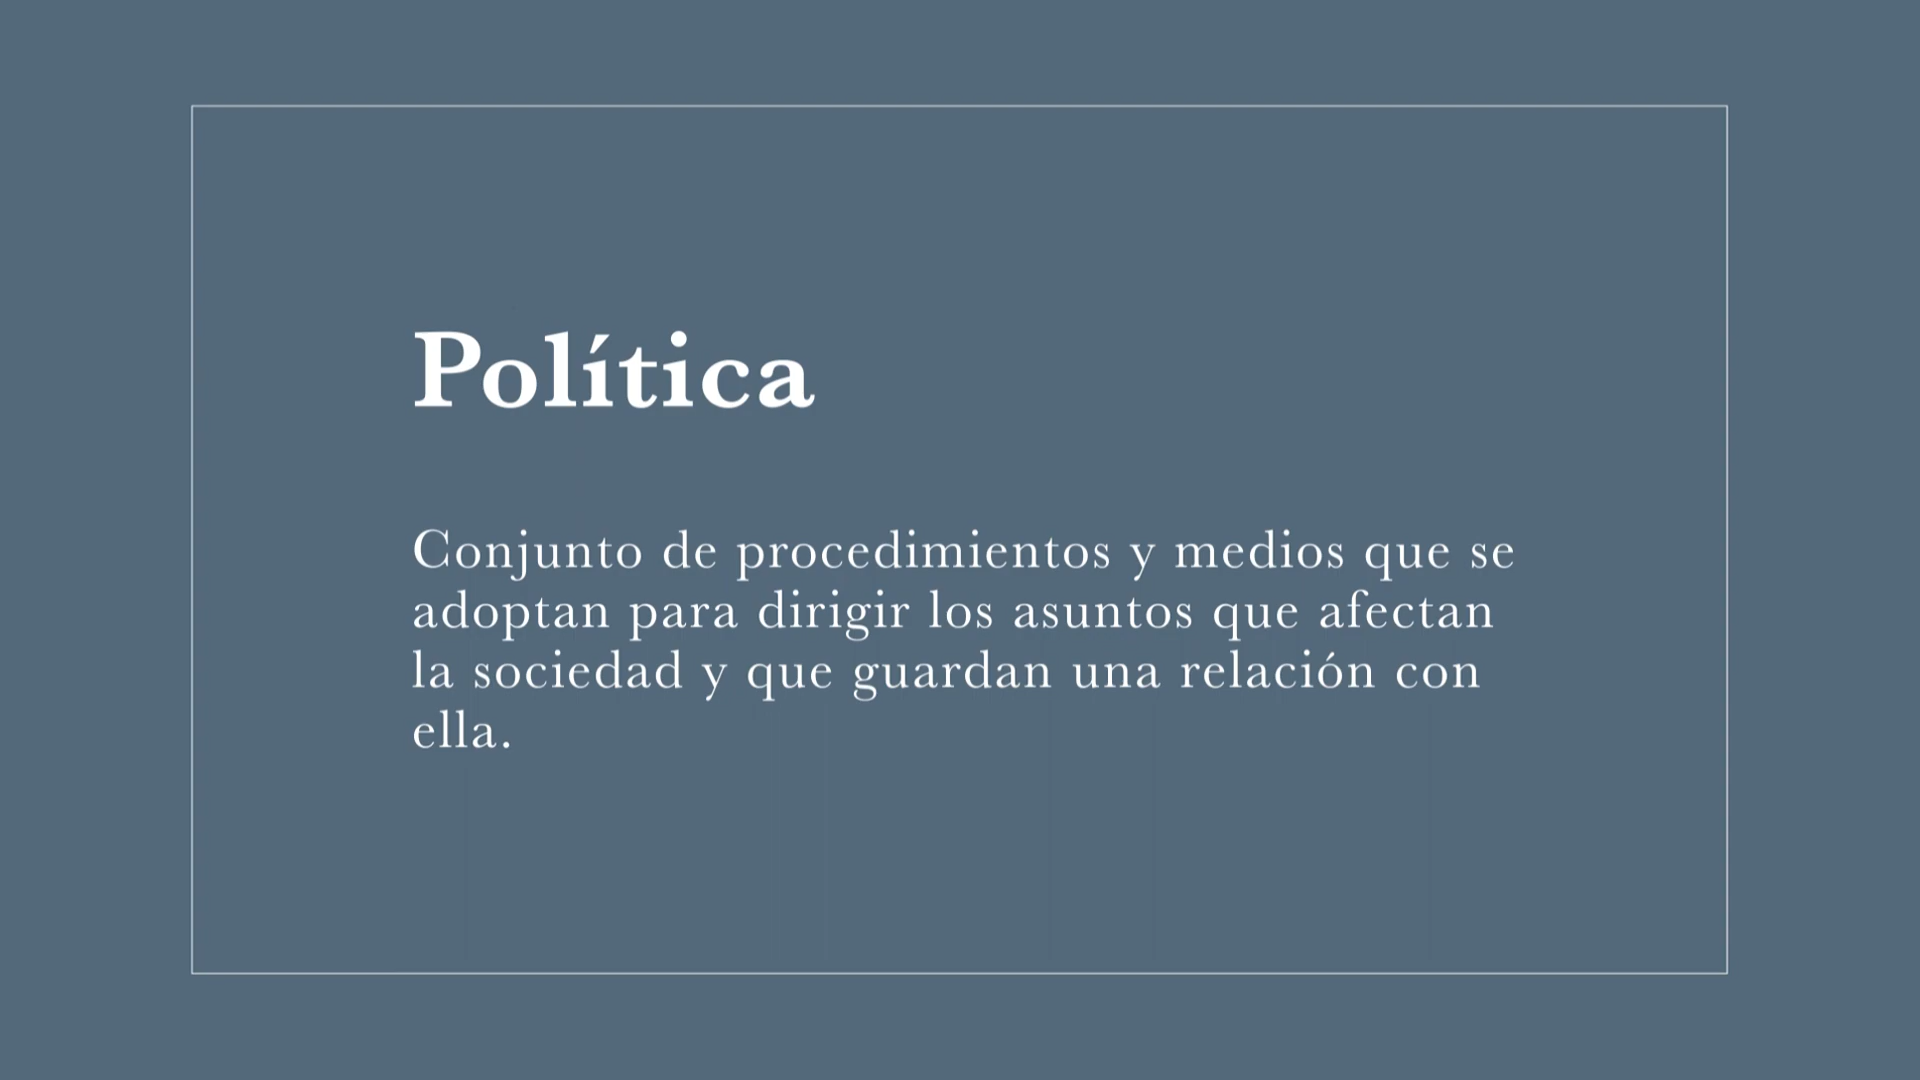 Política
Conjunto de procedimientos y medios que se
adoptan para dirigir los asuntos que afectan
la sociedad y que guardan una relación con
ella.